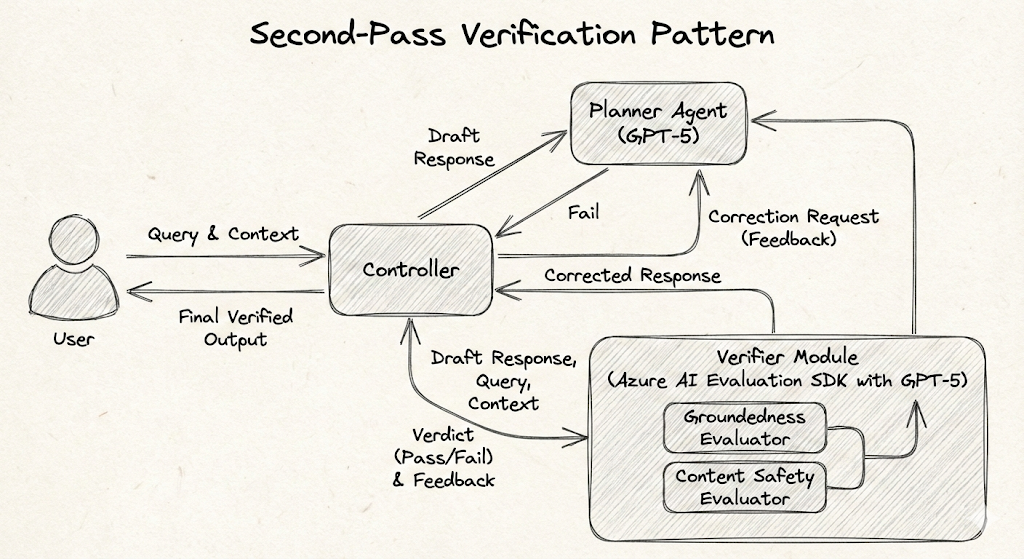 Second-Pass Verification Pattern
Planner Agent
(GPT-5)
Draft
Response
Fail
Correction Request
(Feedback)
Query & Context
Controller
Corrected Response
Final Verified
Output
User
Draft Response,
Query,
Context
Verdict
(Pass/Fail)
& Feedback
Verifier Module
(Azure AI Evaluation SDK with GPT-5)
Groundedness
Evaluator
Content Safety
Evaluator